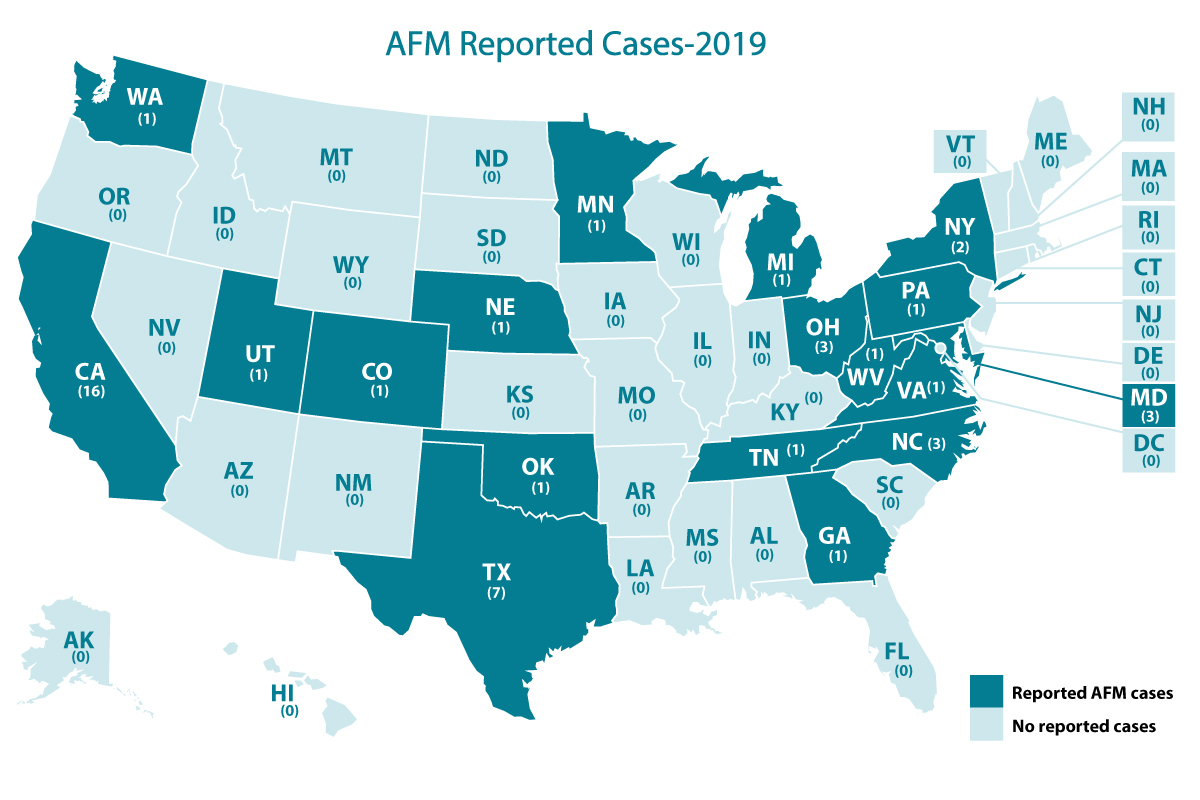 AFM Reported Cases-2019
WA
(1)
MT
(0)
ND
(0)
MN
(1)
VT
(0)
ME
(0)
NH
(0)
MA
(0)
RI
(0)
CT
(0)
NJ
(0)
DE
(0)
MD
(3)
DC
(0)
OR
(0)
ID
(0)
SD
(0)
WI
(0)
MI
(1)
NY
(2)
WY
(0)
NE
(1)
IA
(0)
PA
(1)
NV
(0)
UT
(1)
CO
(1)
CA
(16)
KS
(0)
MO
(0)
IL
(0)
IN
(0)
OH
(3)
(1)
WV
VA (1)
KY (0)
AZ
(0)
NM
(0)
OK
(1)
AR
(0)
TN (1)
NC (3)
SC
(0)
TX
(7)
LA
(0)
MS
(0)
AL
(0)
GA
(1)
FL
(0)
AK
(0)
HI
(0)
Reported AFM cases
No reported cases